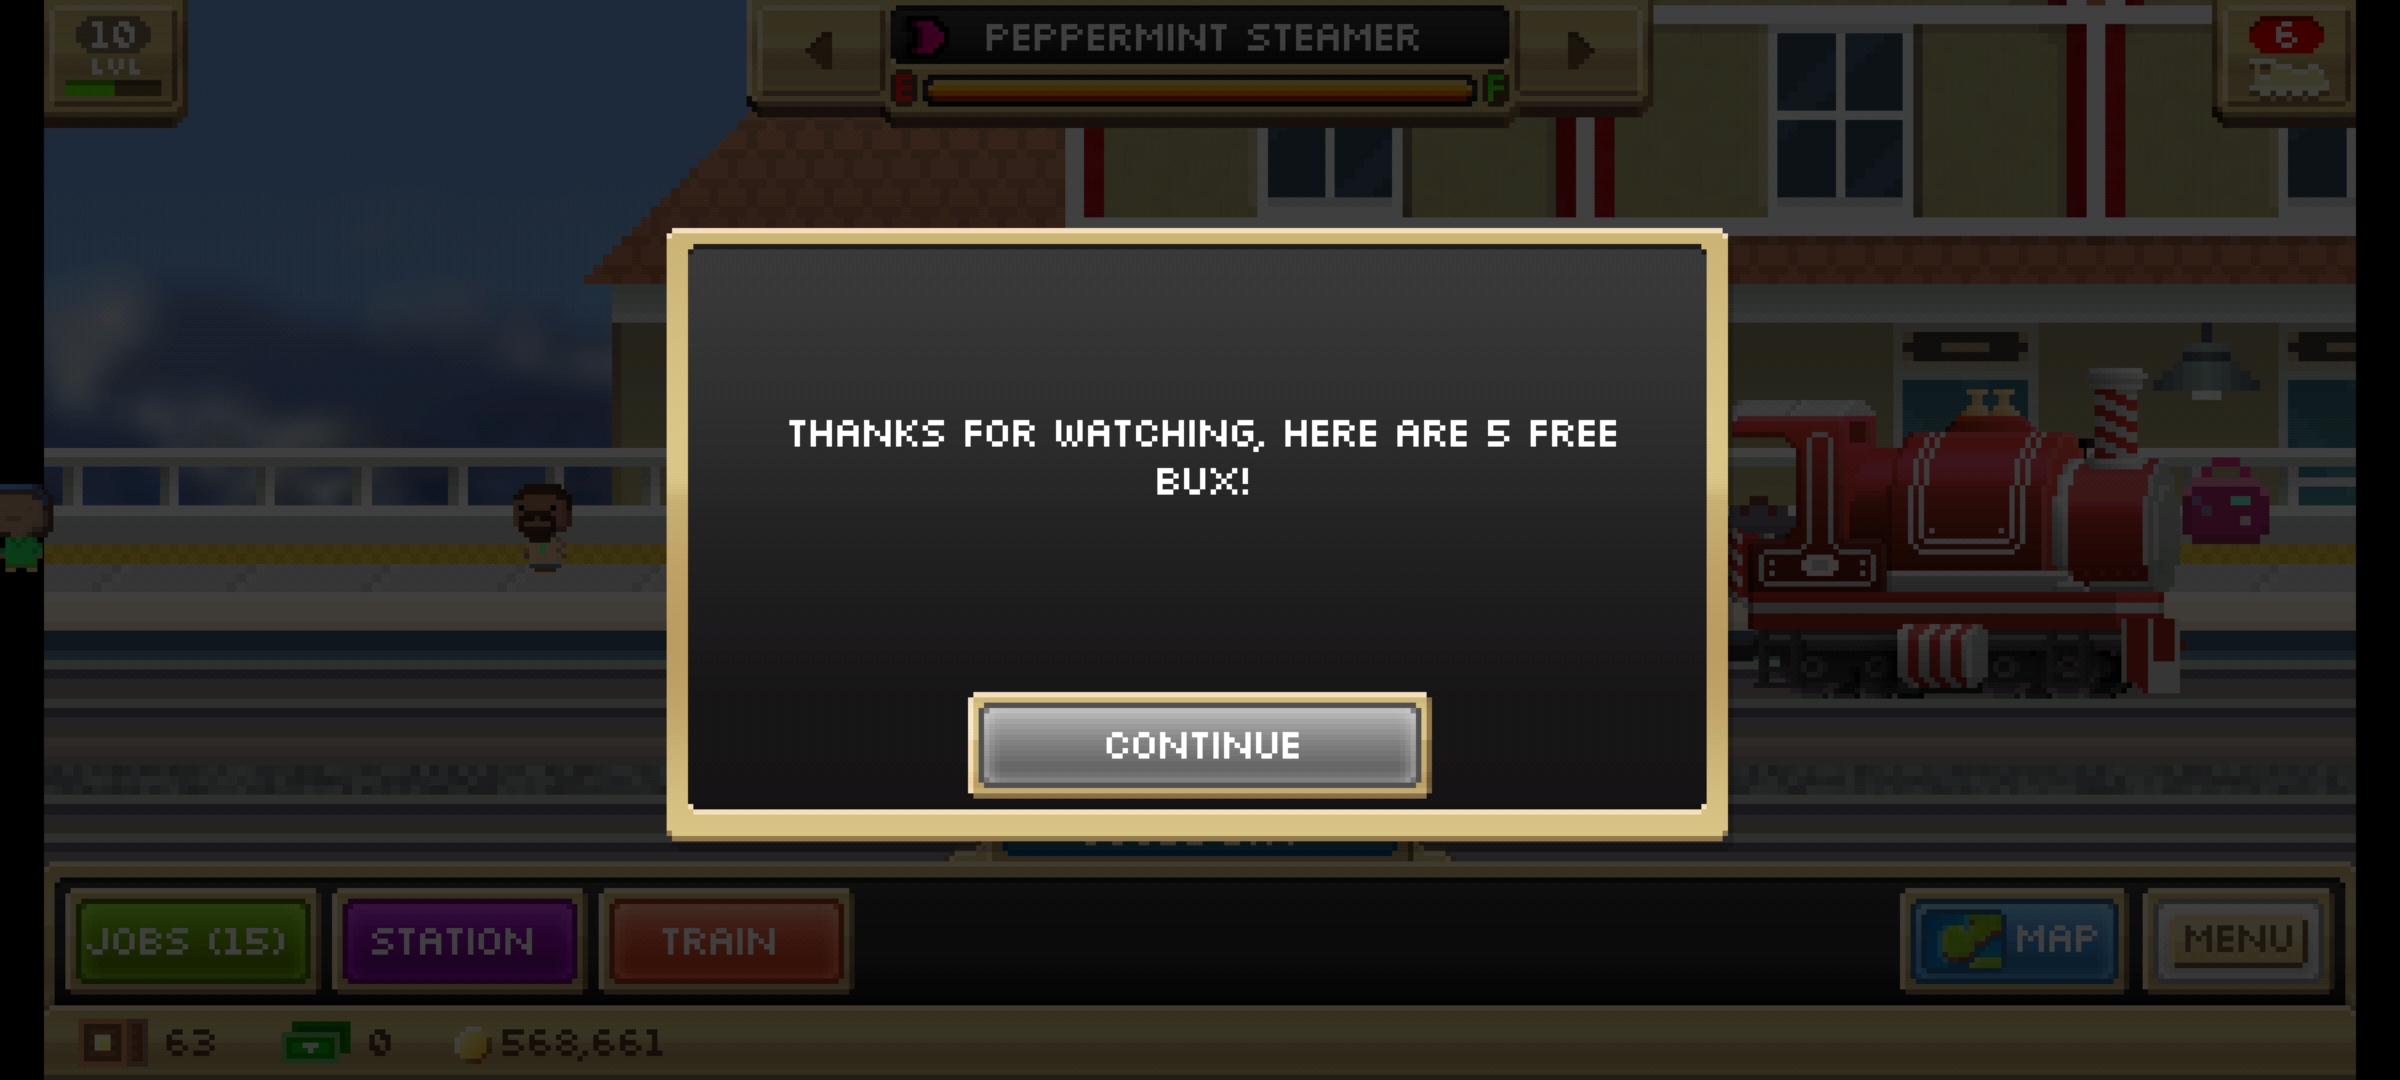 10
LVL
PEPPERMINT STEAMER
E
F
6
THANKS FOR WATCHING, HERE ARE 5 FREE
BUX!
CONTINUE
JOBS (15)
STATION
TRAIN
MAP
MENU
63
0
568,661